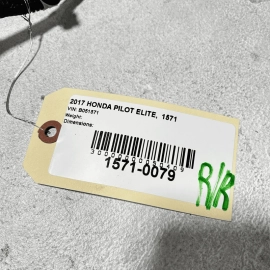 2017 HONDA PILOT ELITE, 1571
VIN: B051571
Weight:
Dimensions:
1571-0079
R/R